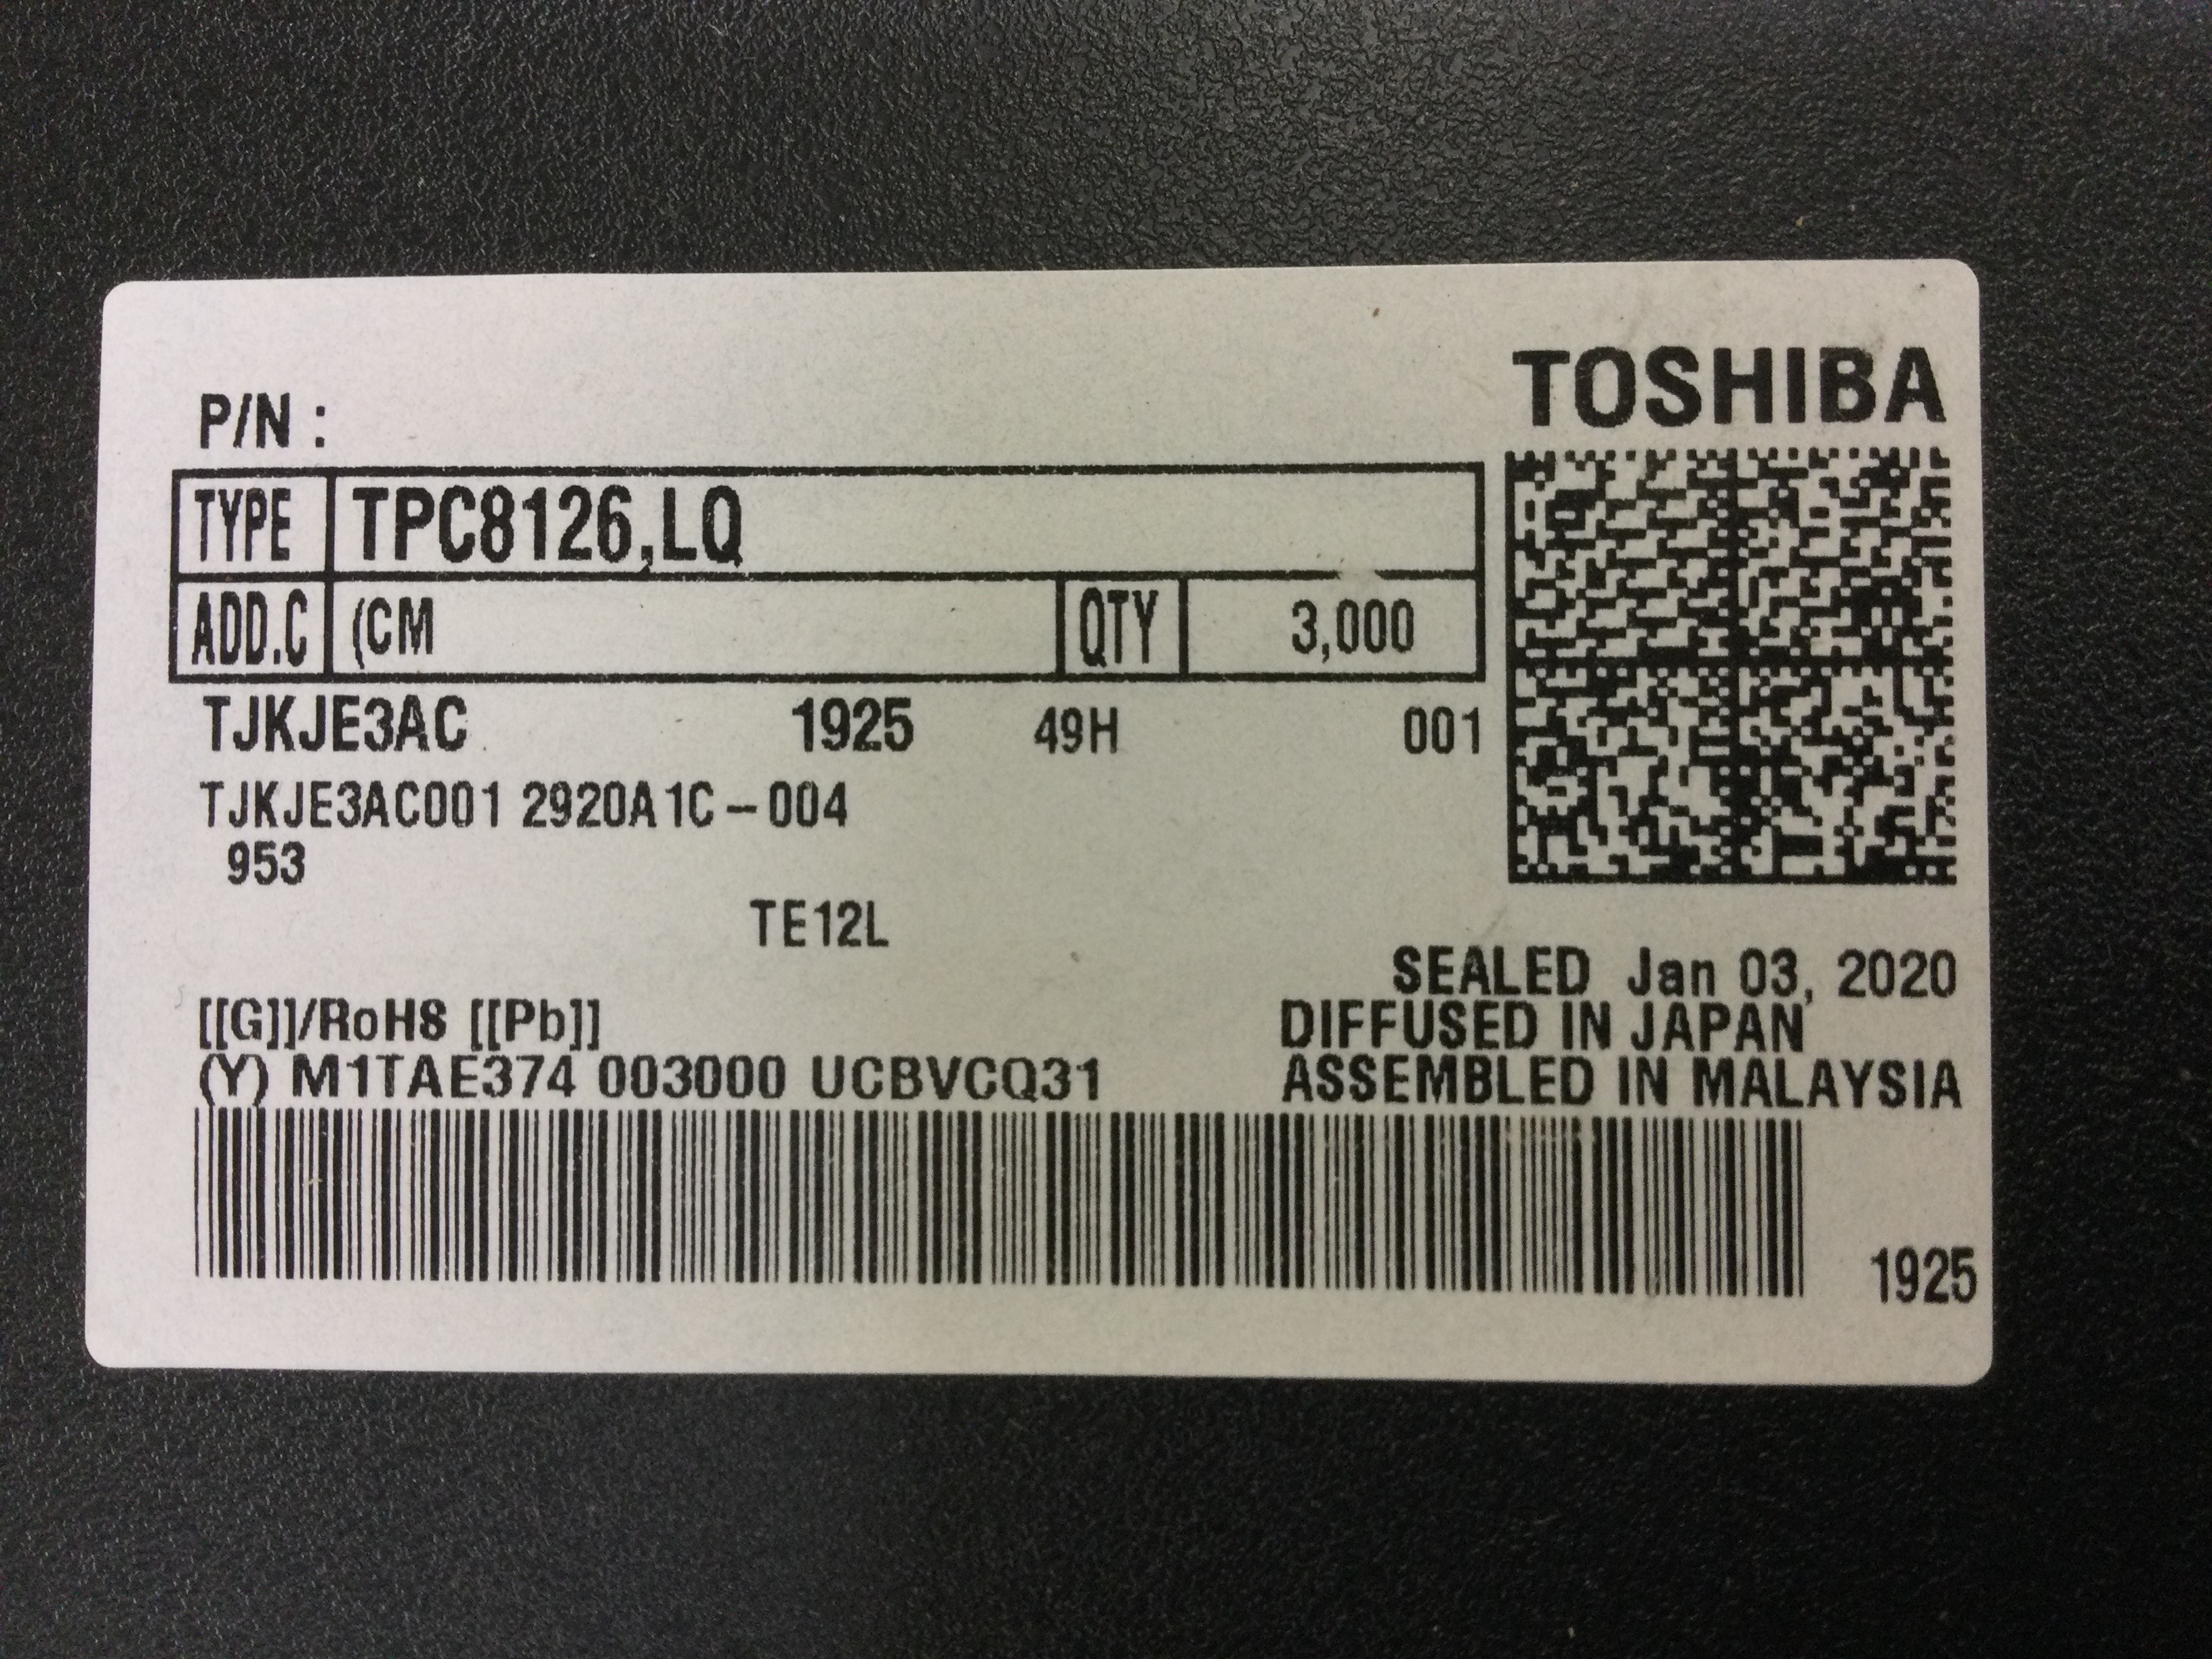 TOSHIBA
P/N :
TYPE TPC8126,LQ
ADD.C (CM QTY 3,000
TJKJE3AC 1925 49H 001
TJKJE3AC001 2920A1C-004
953
TE12L
SEALED Jan 03, 2020
[[G]]/RoHS [[Pb]] DIFFUSED IN JAPAN
(Y) M1TAE374 003000 UCBVCQ31 ASSEMBLED IN MALAYSIA
1925